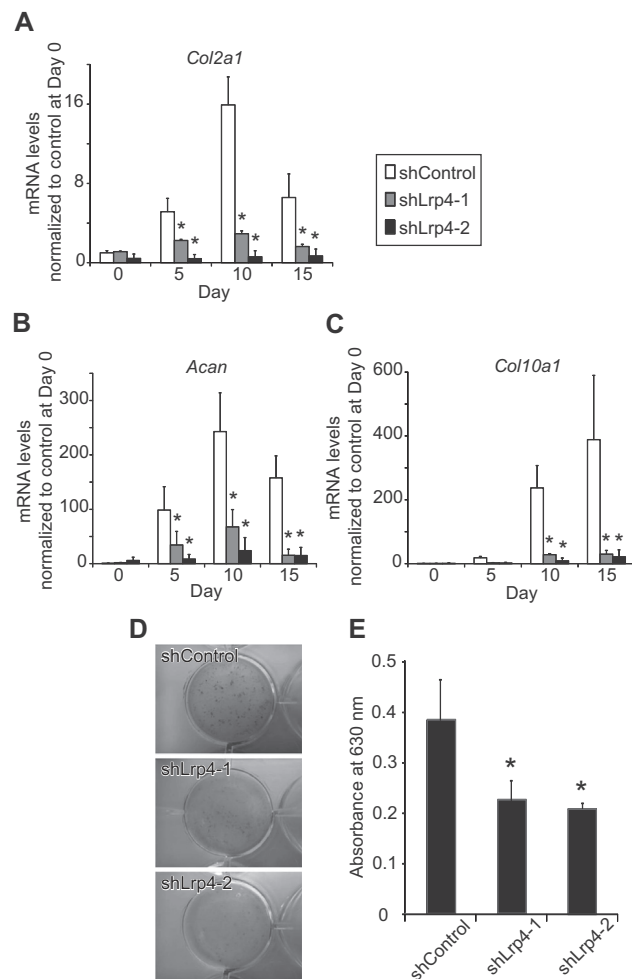 A
Col2a1
mRNA levels
normalized to control at Day 0
16
8
0
0 5 10 15
Day
*
*
*
*
*
*
shControl
shLrp4-1
shLrp4-2
B
Acan
mRNA levels
normalized to control at Day 0
300
200
100
0
0 5 10 15
Day
*
*
*
*
* *
C
Col10a1
mRNA levels
normalized to control at Day 0
600
400
200
0
0 5 10 15
Day
* *
* *
D
shControl
shLrp4-1
shLrp4-2
E
Absorbance at 630 nm
0.5
0.4
0.3
0.2
0.1
0
*
*
shControl
shLrp4-1
shLrp4-2